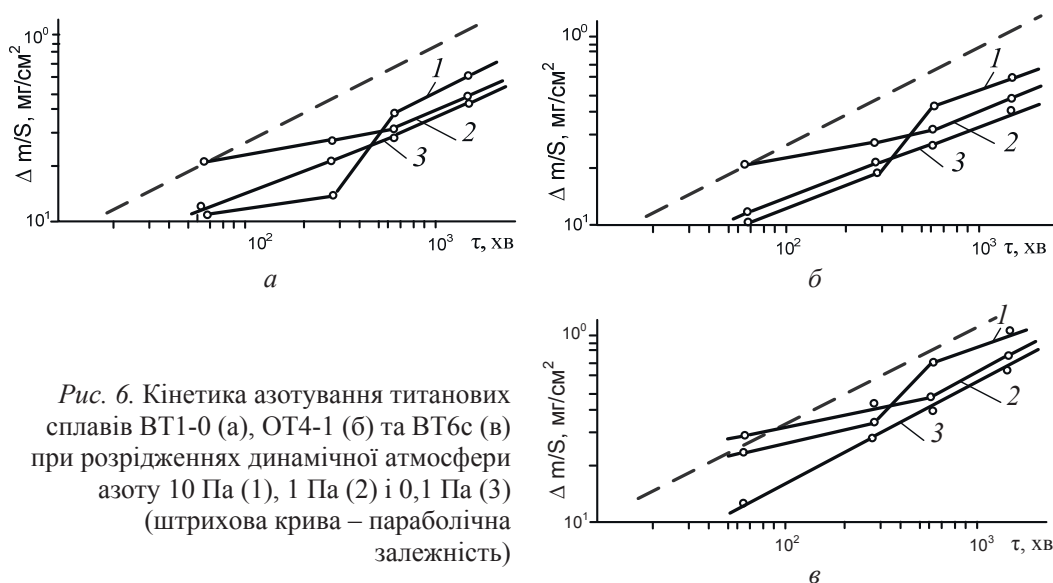 Δ m/S, мг/см²
10⁰
10¹
1
2
3
10²
10³
τ, хв
а
Δ m/S, мг/см²
10⁰
10¹
1
2
3
10²
10³
τ, хв
б
Рис. 6. Кінетика азотування титанових
сплавів ВТ1-0 (а), ОТ4-1 (б) та ВТ6с (в)
при розрідженнях динамічної атмосфери
азоту 10 Па (1), 1 Па (2) і 0,1 Па (3)
(штрихова крива – параболічна
залежність)
Δ m/S, мг/см²
10⁰
10¹
1
2
3
10²
10³
τ, хв
в